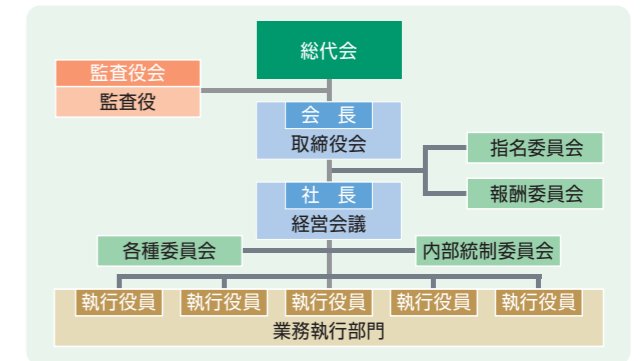 総代会
監査役会
監査役
会　長
取締役会
指名委員会
報酬委員会
社　長
経営会議
各種委員会
内部統制委員会
執行役員
執行役員
執行役員
執行役員
執行役員
業務執行部門